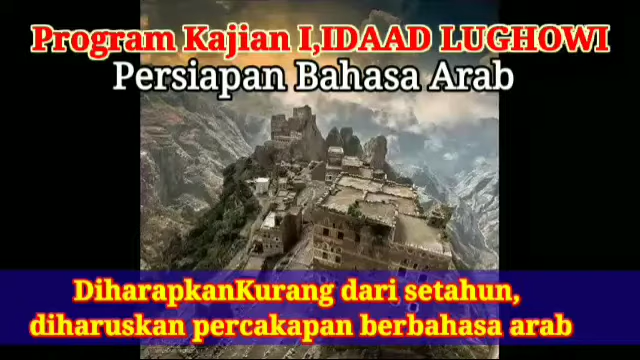 Program Kajian I,IDAAD LUGHOWI
Persiapan Bahasa Arab
DiharapkanKurang dari setahun,
diharuskan percakapan berbahasa arab